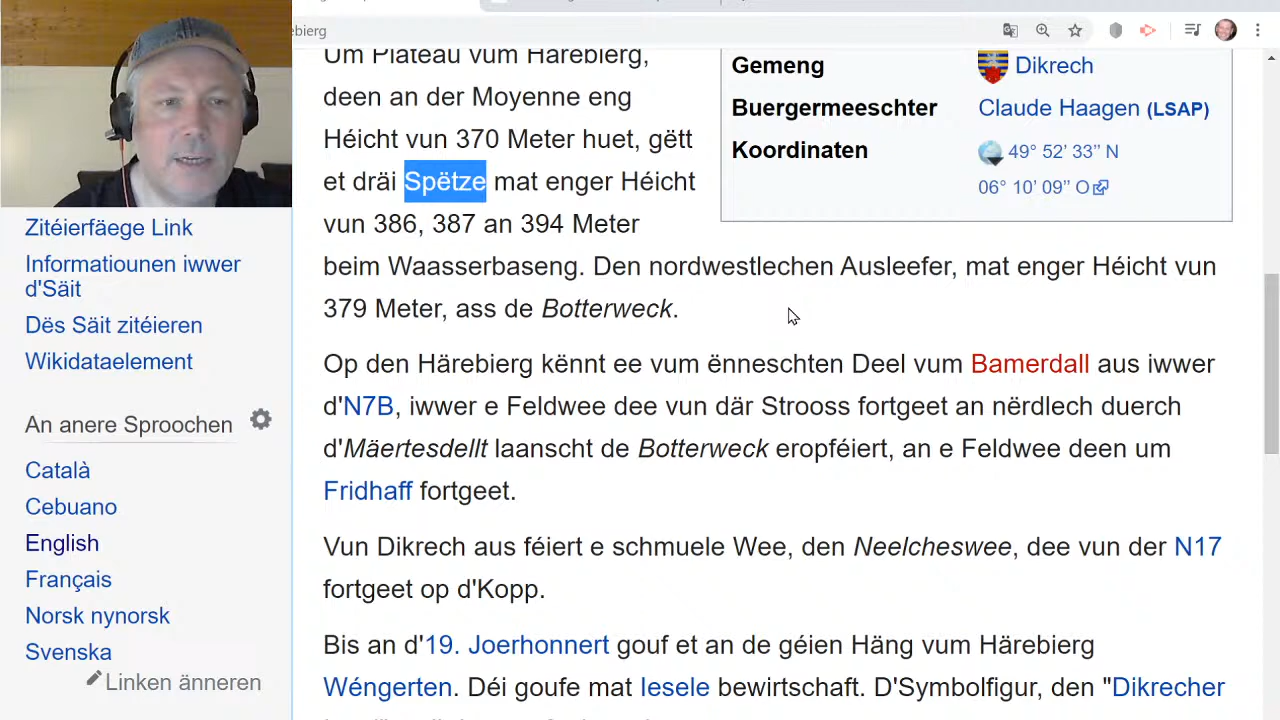 ebierg
Um Plateau vum Härebierg,
deen an der Moyenne eng
Héicht vun 370 Meter huet, gëtt
et dräi Spëtze mat enger Héicht
vun 386, 387 an 394 Meter
beim Waasserbaseng. Den nordwestlechen Ausleefer, mat enger Héicht vun
379 Meter, ass de Botterweck.
Gemeng Dikrech
Buergermeeschter Claude Haagen (LSAP)
Koordinaten 49° 52’ 33’’ N
06° 10’ 09’’ O
Op den Härebierg kënnt ee vum ënneschten Deel vum Bamerdall aus iwwer
d'N7B, iwwer e Feldwee dee vun där Strooss fortgeet an nërdlech duerch
d'Mäertesdellt laanscht de Botterweck eropféiert, an e Feldwee deen um
Fridhaff fortgeet.
Vun Dikrech aus féiert e schmuele Wee, den Neelcheswee, dee vun der N17
fortgeet op d'Kopp.
Bis an d'19. Joerhonnert gouf et an de géien Häng vum Härebierg
Wéngerten. Déi goufe mat Iesele bewirtschaft. D'Symbolfigur, den "Dikrecher
Zitéierfäege Link
Informatiounen iwwer
d'Säit
Dës Säit zitéieren
Wikidataelement
An anere Sproochen
Català
Cebuano
English
Français
Norsk nynorsk
Svenska
Linken änneren